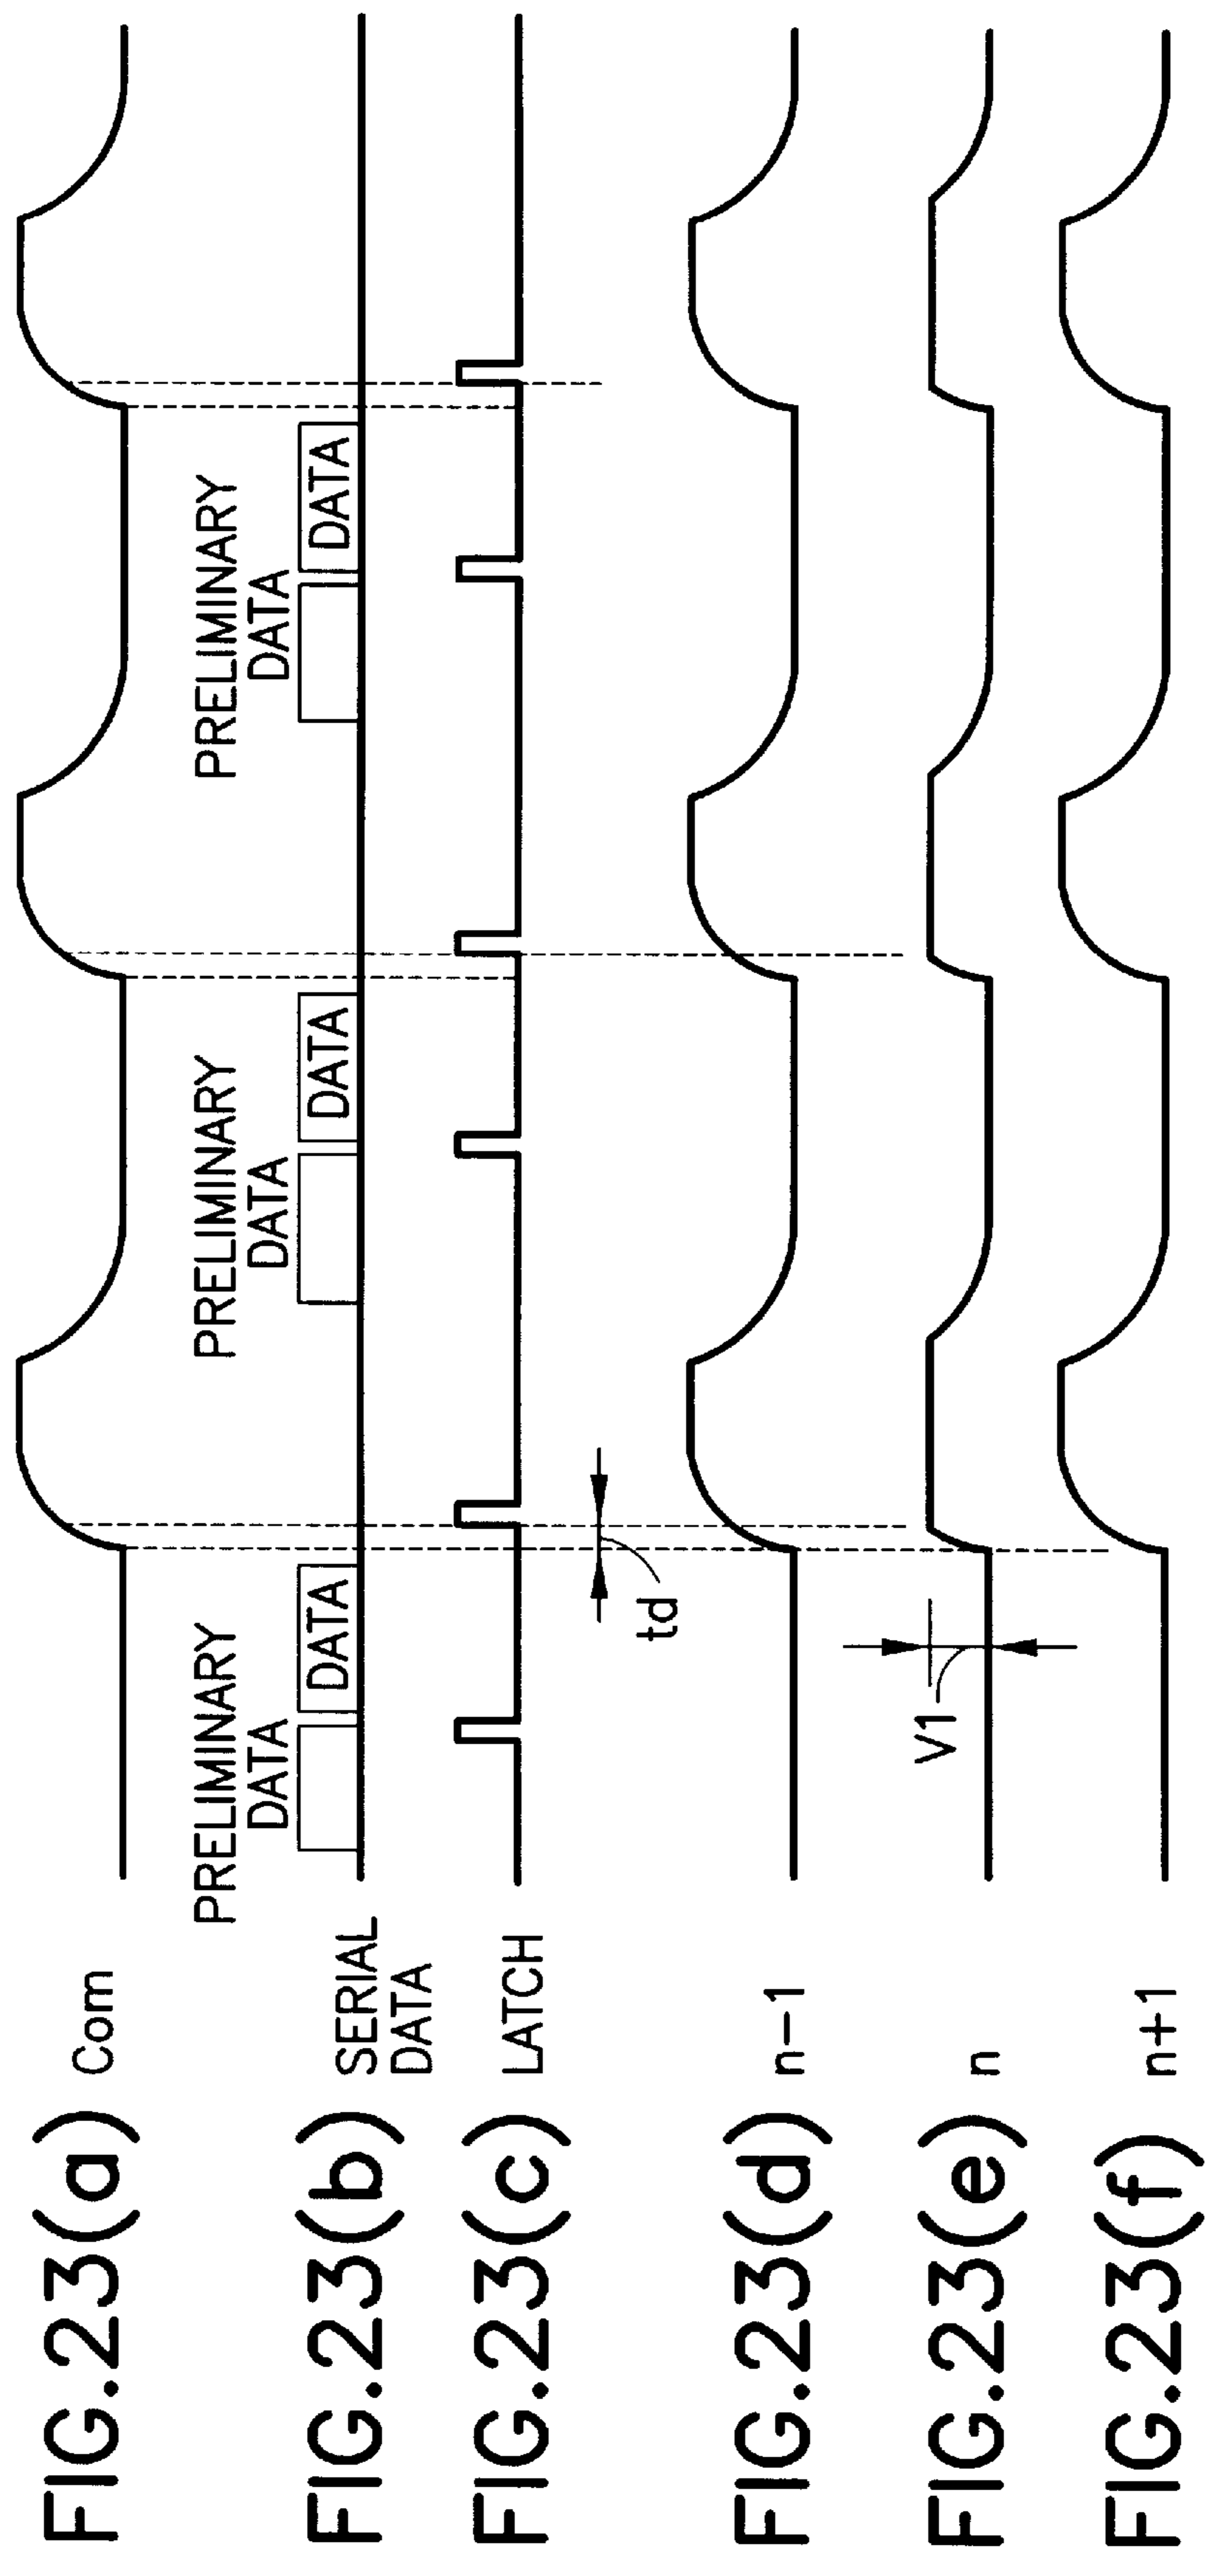 FIG.23(a) Com
PRELIMINARY
DATA
PRELIMINARY
DATA
PRELIMINARY
DATA
FIG.23(b) SERIAL
DATA
DATA
DATA
DATA
FIG.23(c) LATCH
td
FIG.23(d) n-1
V1
FIG.23(e) n
FIG.23(f) n+1